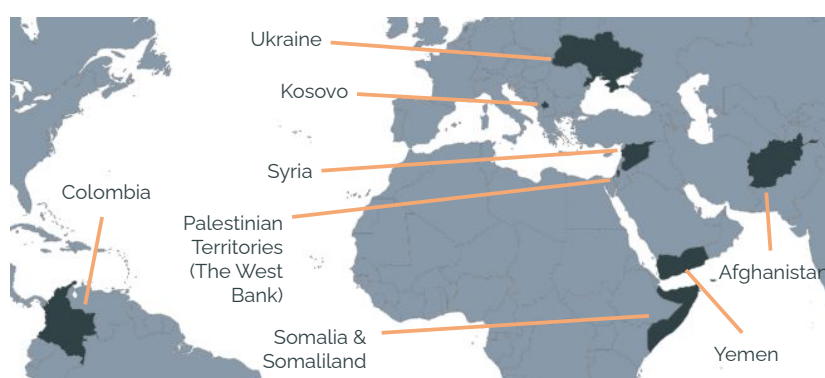 Ukraine
Kosovo
Syria
Colombia
Palestinian
Territories
(The West
Bank)
Afghanistan
Somalia &
Somaliland
Yemen